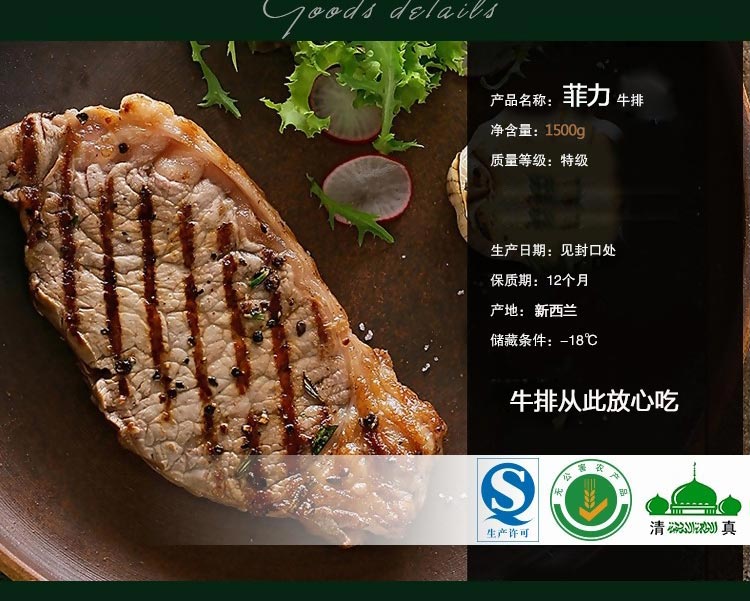 Goods details
产品名称：菲力 牛排
净含量：1500g
质量等级：特级
生产日期：见封口处
保质期：12个月
产地：新西兰
储藏条件：-18℃
牛排从此放心吃
QS
生产许可
无公害农产品
清 真